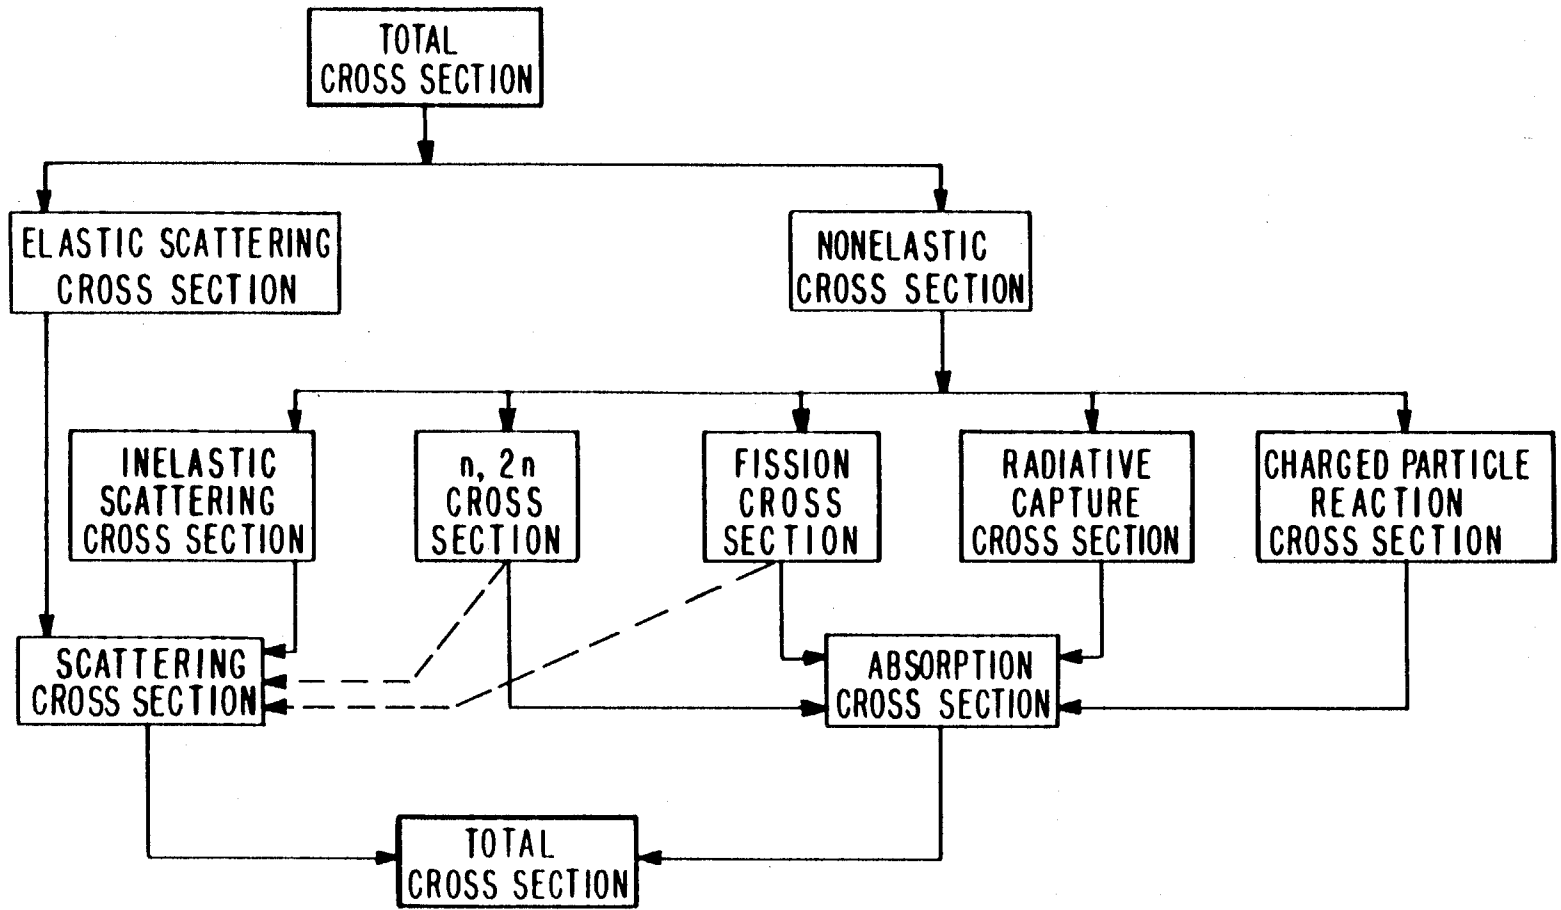 TOTAL
CROSS SECTION
ELASTIC SCATTERING
CROSS SECTION
NONELASTIC
CROSS SECTION
INELASTIC
SCATTERING
CROSS SECTION
n, 2n
CROSS
SECTION
FISSION
CROSS
SECTION
RADIATIVE
CAPTURE
CROSS SECTION
CHARGED PARTICLE
REACTION
CROSS SECTION
SCATTERING
CROSS SECTION
ABSORPTION
CROSS SECTION
TOTAL
CROSS SECTION